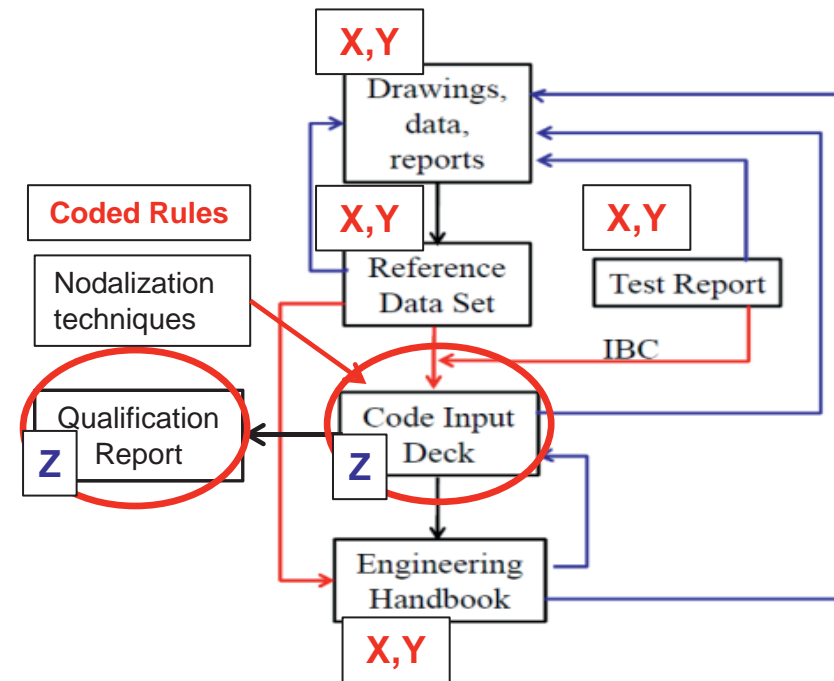 X,Y
Drawings,
data,
reports
Coded Rules
X,Y
X,Y
Nodalization
techniques
Reference
Data Set
Test Report
IBC
Qualification
Report
Z
Code Input
Deck
Z
Engineering
Handbook
X,Y